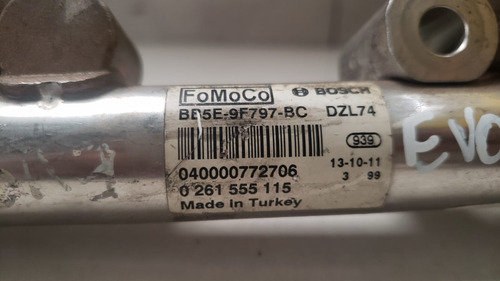 FoMoCo BOSCH
BB5E-9F797-BC DZL74
939
040000772706 13-10-11
0 261 555 115 3 99
Made in Turkey
EVO